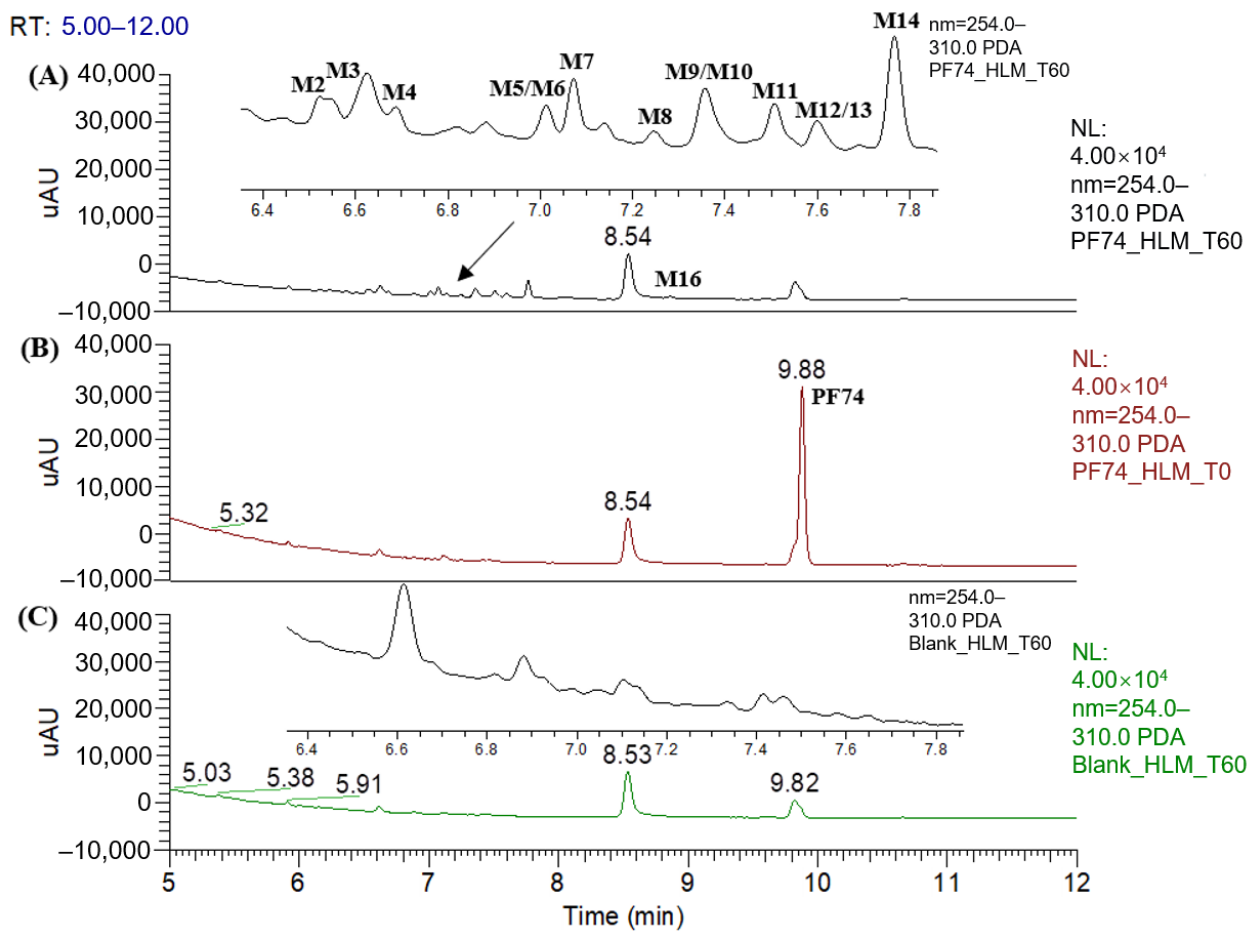 RT: 5.00–12.00
nm=254.0–
310.0 PDA
PF74_HLM_T60
(A)
M2
M3
M4
M5/M6
M7
M8
M9/M10
M11
M12/13
M14
40,000
30,000
20,000
10,000
0
–10,000
uAU
6.4 6.6 6.8 7.0 7.2 7.4 7.6 7.8
8.54
M16
NL:
4.00×10⁴
nm=254.0–
310.0 PDA
PF74_HLM_T60
(B)
40,000
30,000
20,000
10,000
0
–10,000
uAU
5.32
8.54
9.88
PF74
NL:
4.00×10⁴
nm=254.0–
310.0 PDA
PF74_HLM_T0
(C)
nm=254.0–
310.0 PDA
Blank_HLM_T60
40,000
30,000
20,000
10,000
0
–10,000
uAU
6.4 6.6 6.8 7.0 7.2 7.4 7.6 7.8
5.03
5.38
5.91
8.53
9.82
NL:
4.00×10⁴
nm=254.0–
310.0 PDA
Blank_HLM_T60
5 6 7 8 9 10 11 12
Time (min)